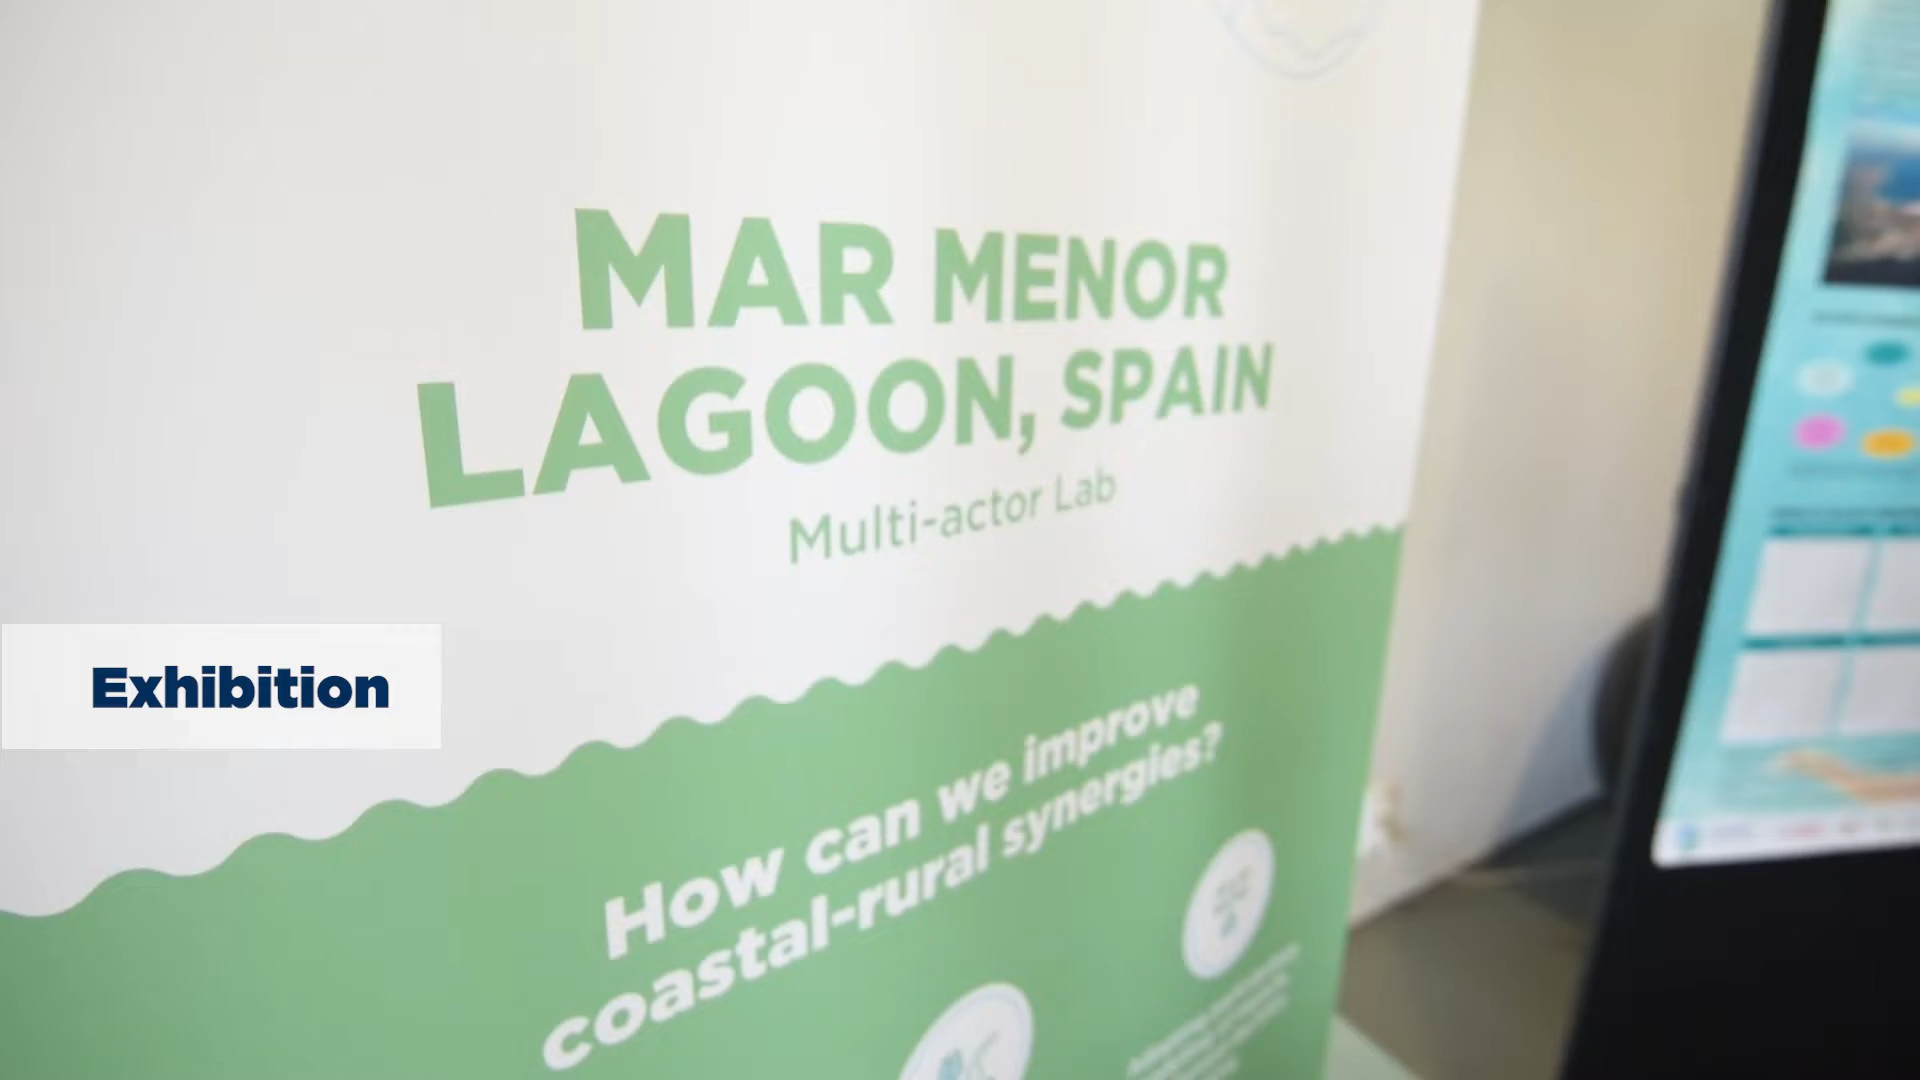 MAR MENOR
LAGOON, SPAIN
Multi-actor Lab
Exhibition
How can we improve
coastal-rural synergies?